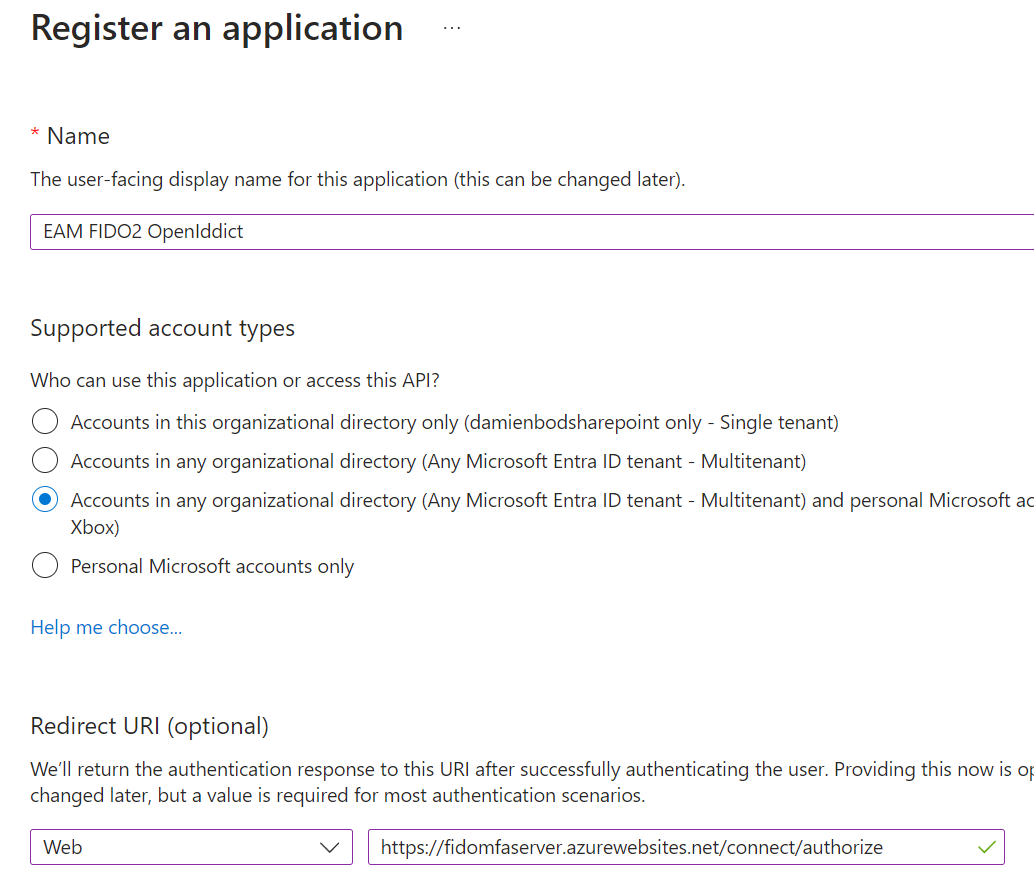 Register an application ...
* Name
The user-facing display name for this application (this can be changed later).
EAM FIDO2 OpenIddict
Supported account types
Who can use this application or access this API?
Accounts in this organizational directory only (damienbodsharepoint only - Single tenant)
Accounts in any organizational directory (Any Microsoft Entra ID tenant - Multitenant)
Accounts in any organizational directory (Any Microsoft Entra ID tenant - Multitenant) and personal Microsoft
Xbox)
Personal Microsoft accounts only
Help me choose...
Redirect URI (optional)
We’ll return the authentication response to this URI after successfully authenticating the user. Providing this now is
changed later, but a value is required for most authentication scenarios.
Web
https://fidomfaserver.azurewebsites.net/connect/authorize